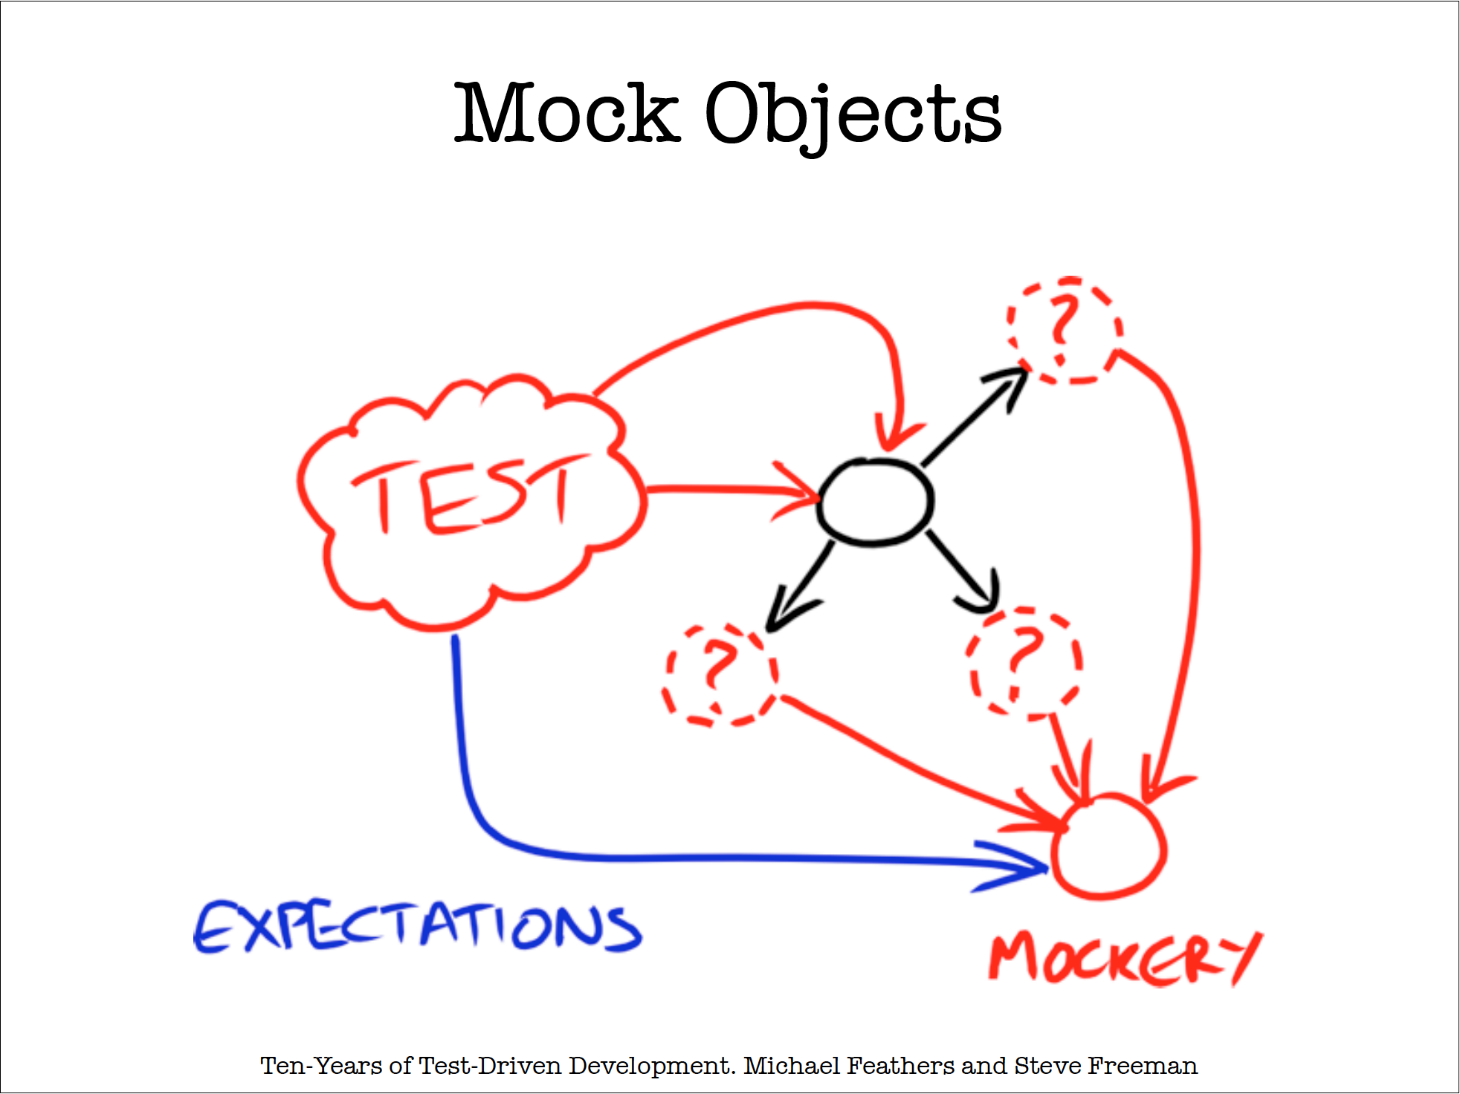 Mock Objects
?
TEST
?
?
EXPECTATIONS
MOCKERY
Ten-Years of Test-Driven Development. Michael Feathers and Steve Freeman